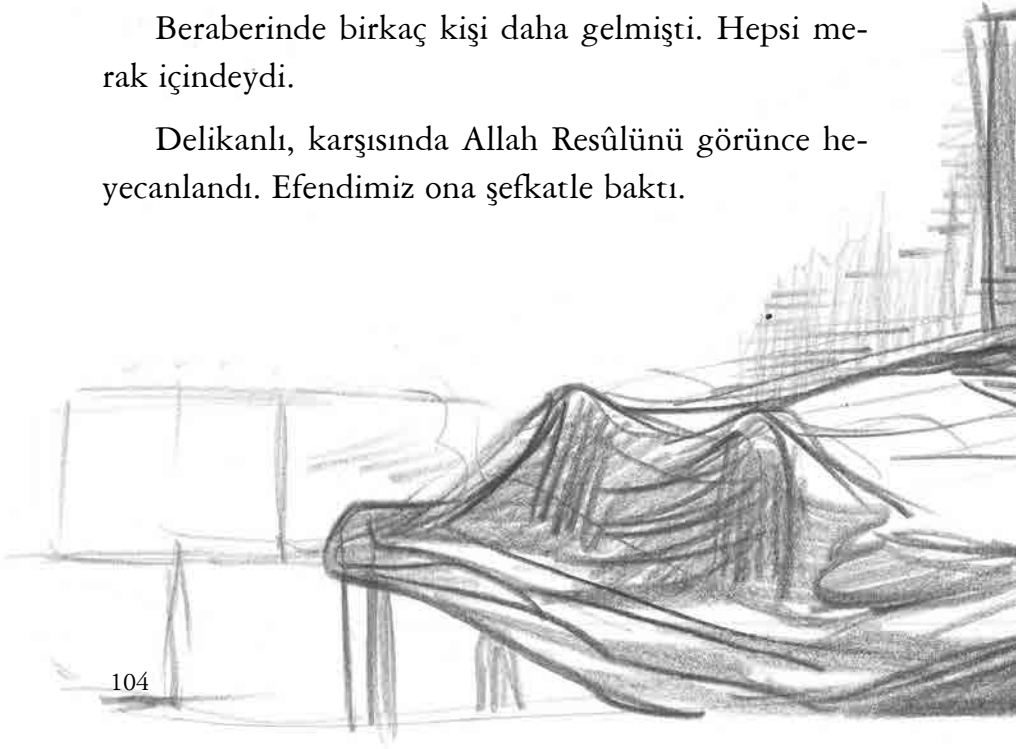 Beraberinde birkaç kişi daha gelmişti. Hepsi me-
rak içindeydi.
Delikanlı, karşısında Allah Resûlünü görünce he-
yecanlandı. Efendimiz ona şefkatle baktı.
104